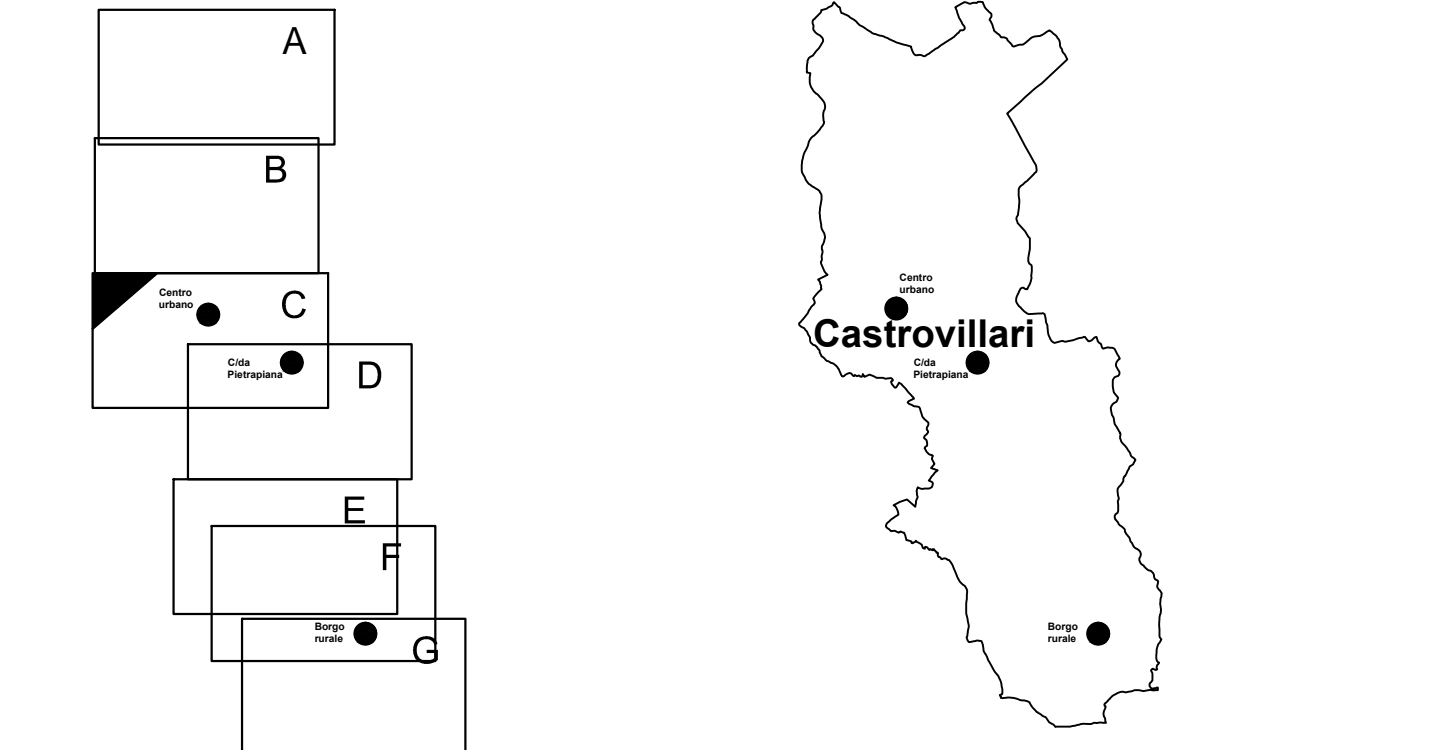 A
B
C
Centro
urbano
C/da
Pietrapiana
D
E
F
Borgo
rurale
G
Centro
urbano
Castrovillari
C/da
Pietrapiana
Borgo
rurale